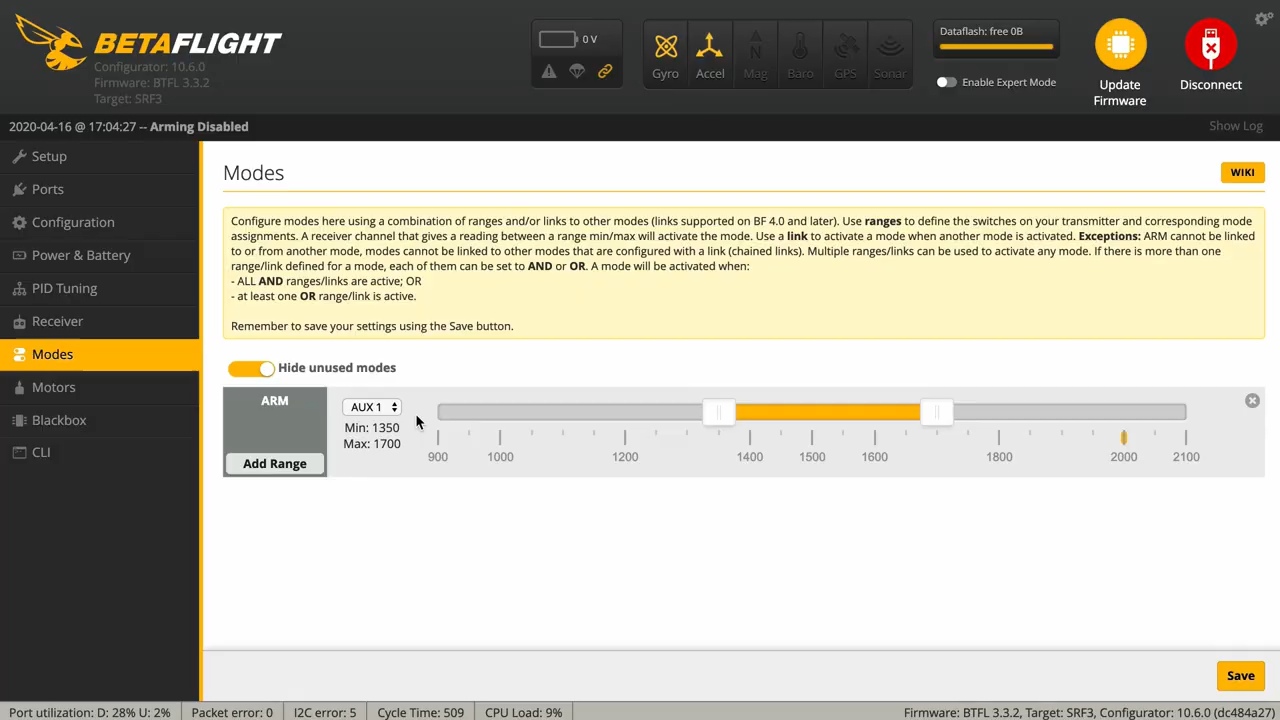 BETAFLIGHT
Configurator: 10.6.0
Firmware: BTFL 3.3.2
Target: SRF3
0 V
Gyro
Accel
Mag
Baro
GPS
Sonar
Dataflash: free 0B
Enable Expert Mode
Update
Firmware
Disconnect
2020-04-16 @ 17:04:27 -- Arming Disabled
Show Log
Setup
Ports
Configuration
Power & Battery
PID Tuning
Receiver
Modes
Motors
Blackbox
CLI
Modes
WIKI
Configure modes here using a combination of ranges and/or links to other modes (links supported on BF 4.0 and later). Use ranges to define the switches on your transmitter and corresponding mode
assignments. A receiver channel that gives a reading between a range min/max will activate the mode. Use a link to activate a mode when another mode is activated. Exceptions: ARM cannot be linked
to or from another mode, modes cannot be linked to other modes that are configured with a link (chained links). Multiple ranges/links can be used to activate any mode. If there is more than one
range/link defined for a mode, each of them can be set to AND or OR. A mode will be activated when:
- ALL AND ranges/links are active; OR
- at least one OR range/link is active.
Remember to save your settings using the Save button.
Hide unused modes
ARM
Add Range
AUX 1
Min: 1350
Max: 1700
900 1000 1200 1400 1500 1600 1800 2000 2100
Save
Port utilization: D: 28% U: 2%
Packet error: 0
I2C error: 5
Cycle Time: 509
CPU Load: 9%
Firmware: BTFL 3.3.2, Target: SRF3, Configurator: 10.6.0 (dc484a27)